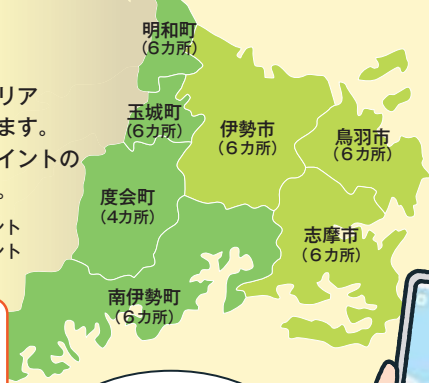 明和町
（6カ所）
リア
ます。
イントの
。
ント
ント
玉城町
（6カ所）
伊勢市
（6カ所）
鳥羽市
（6カ所）
度会町
（4カ所）
志摩市
（6カ所）
南伊勢町
（6カ所）